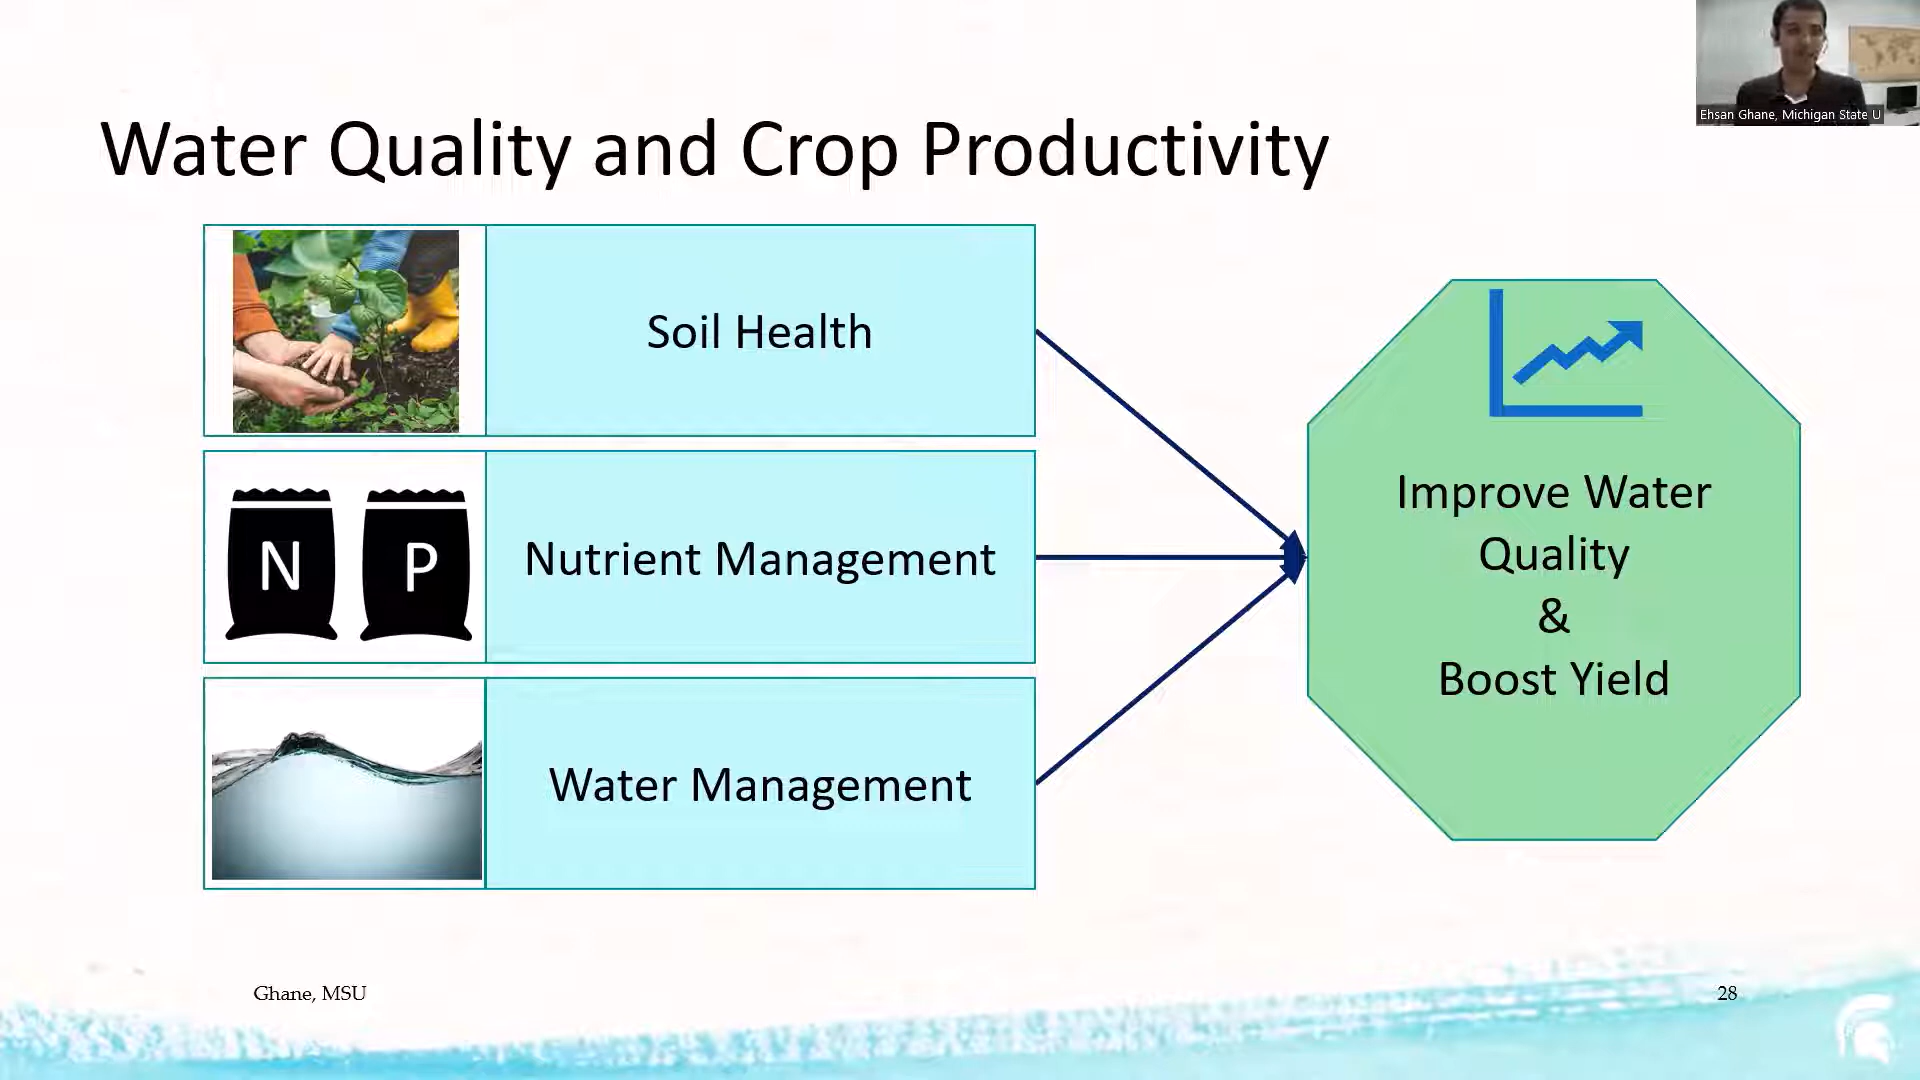 Ehsan Ghane, Michigan State U
Water Quality and Crop Productivity
Soil Health
N P
Nutrient Management
Water Management
Improve Water
Quality
&
Boost Yield
Ghane, MSU
28